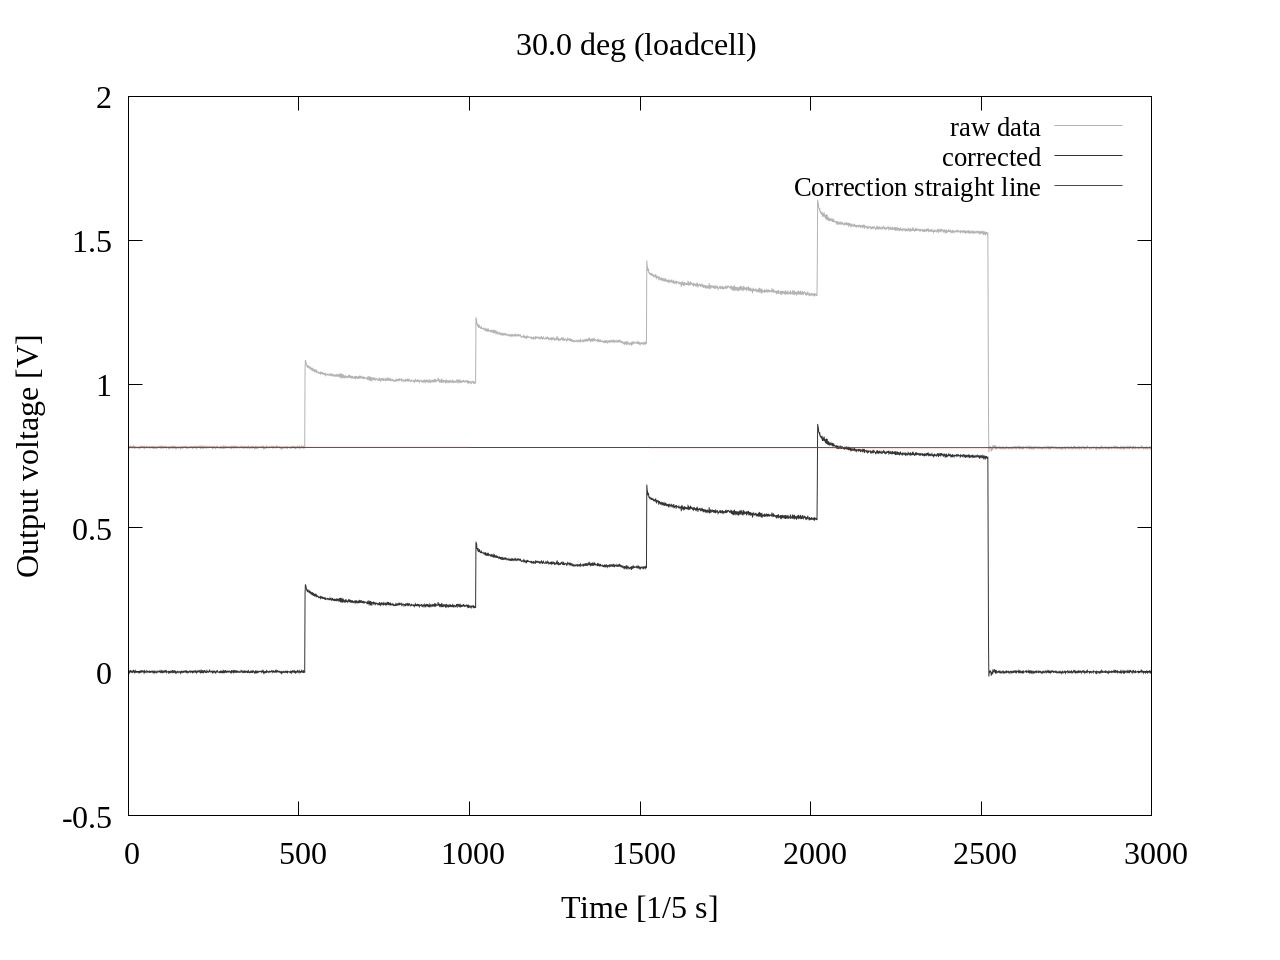 30.0 deg (loadcell)
2
raw data
corrected
Correction straight line
1.5
1
0.5
0
-0.5
Output voltage [V]
0 500 1000 1500 2000 2500 3000
Time [1/5 s]